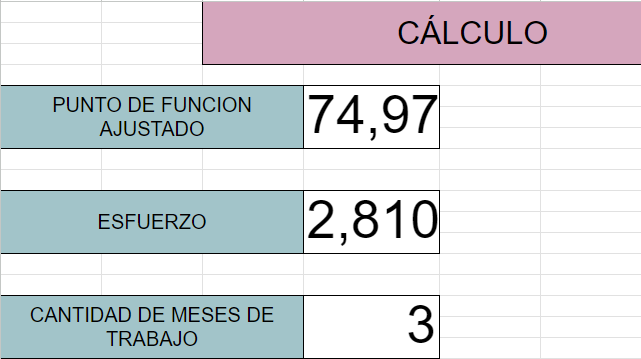 CÁLCULO
PUNTO DE FUNCION
AJUSTADO
74,97
ESFUERZO
2,810
CANTIDAD DE MESES DE
TRABAJO
3